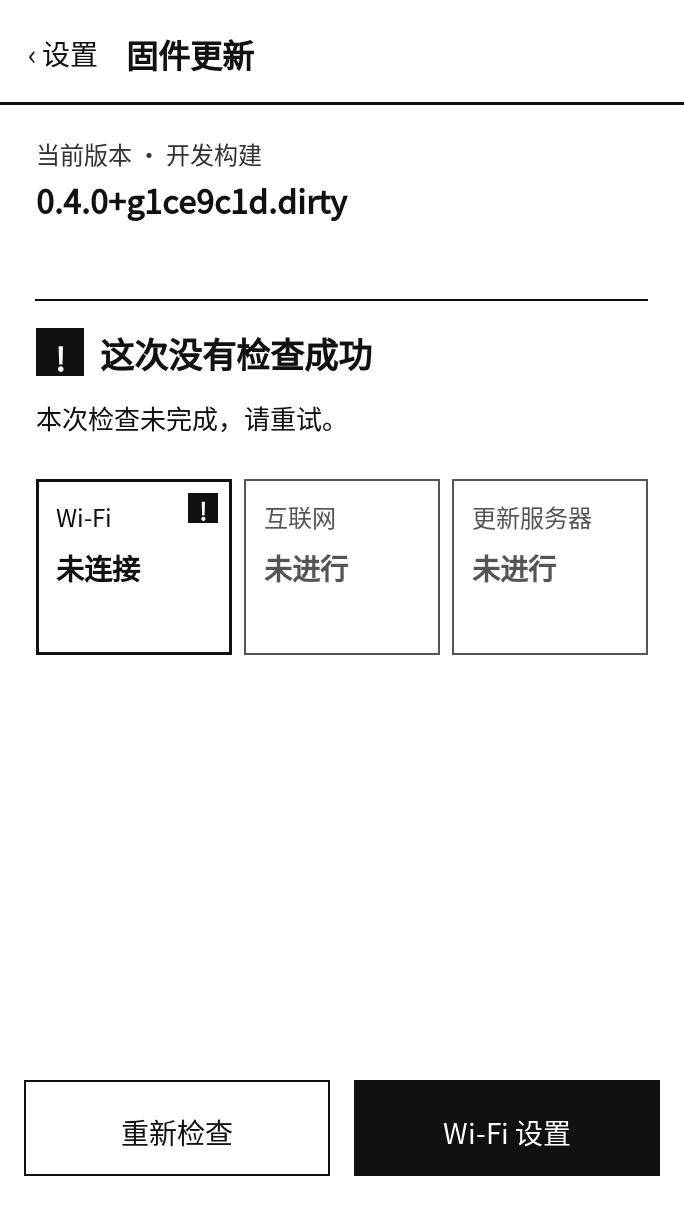 ‹ 设置 固件更新
当前版本 · 开发构建
0.4.0+g1ce9c1d.dirty
! 这次没有检查成功
本次检查未完成，请重试。
Wi-Fi !
未连接
互联网
未进行
更新服务器
未进行
重新检查
Wi-Fi 设置